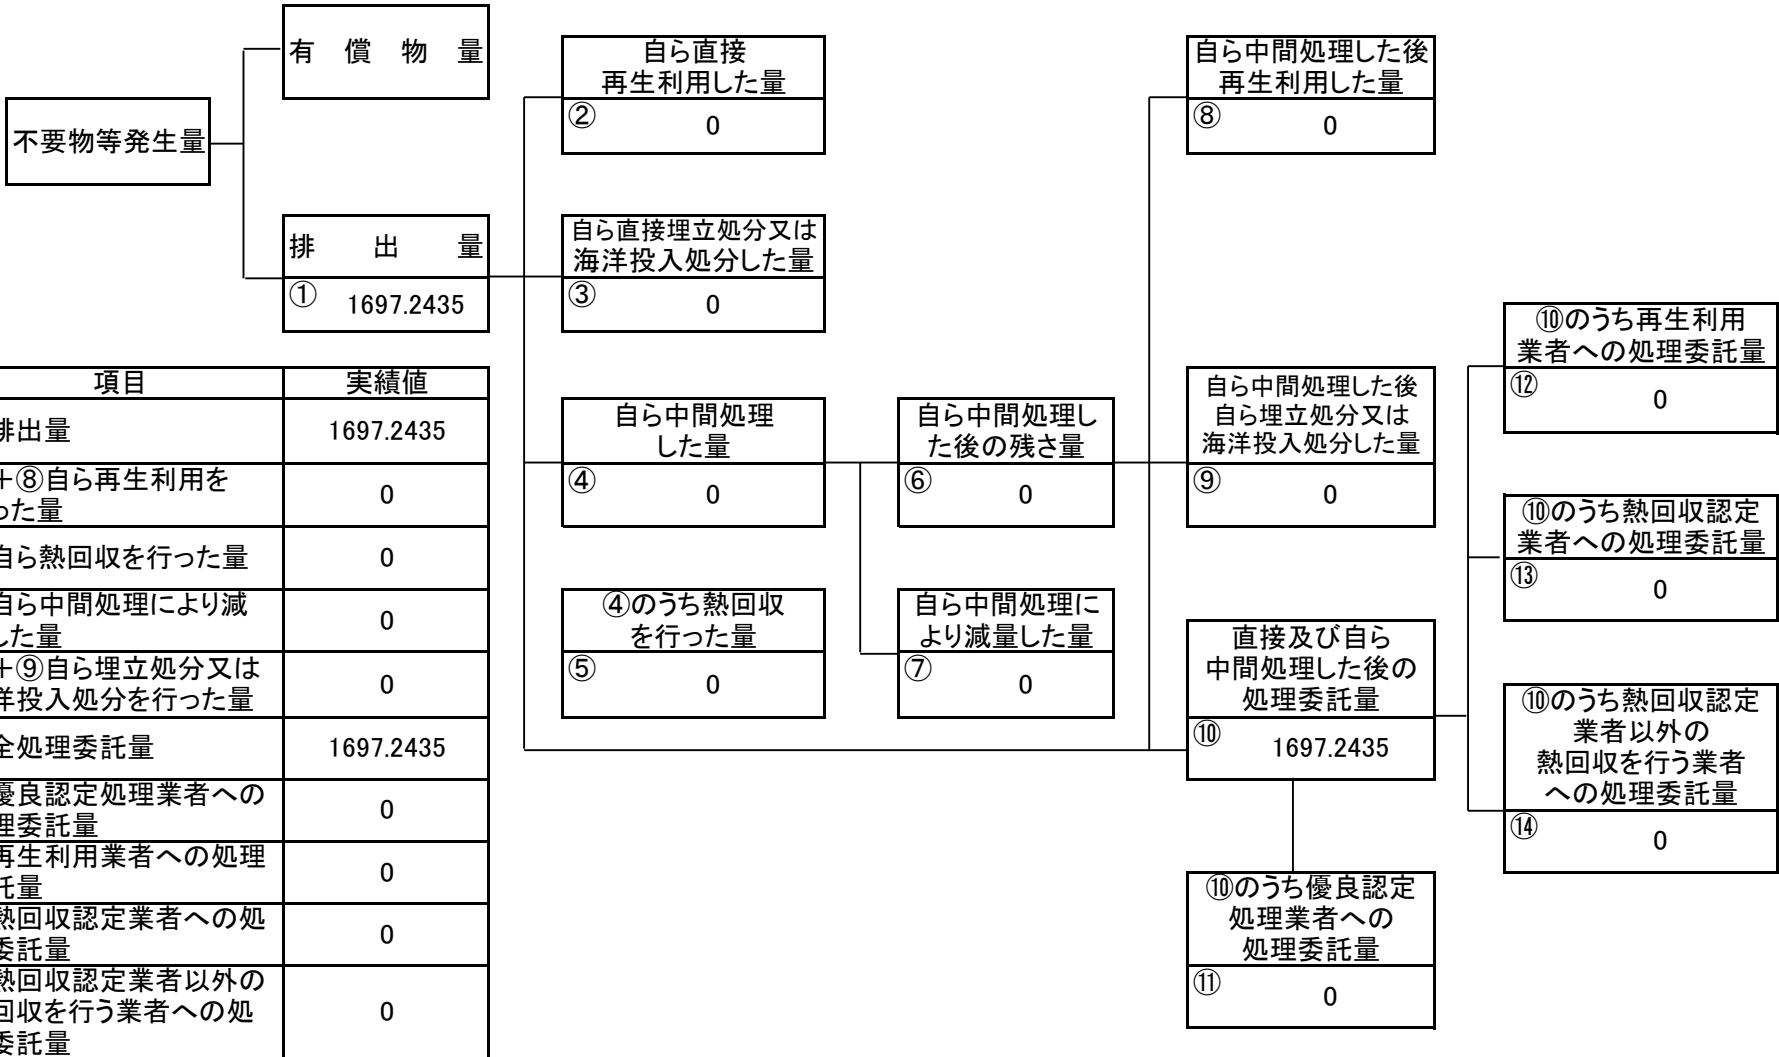 有償物量
不要物等発生量
排出量
① 1697.2435
自ら直接
再生利用した量
② 0
自ら直接埋立処分又は
海洋投入処分した量
③ 0
自ら中間処理
した量
④ 0
④のうち熱回収
を行った量
⑤ 0
自ら中間処理し
た後の残さ量
⑥ 0
自ら中間処理に
より減量した量
⑦ 0
自ら中間処理した後
再生利用した量
⑧ 0
自ら中間処理した後
自ら埋立処分又は
海洋投入処分した量
⑨ 0
直接及び自ら
中間処理した後の
処理委託量
⑩ 1697.2435
⑩のうち優良認定
処理業者への
処理委託量
⑪ 0
⑩のうち再生利用
業者への処理委託量
⑫ 0
⑩のうち熱回収認定
業者への処理委託量
⑬ 0
⑩のうち熱回収認定
業者以外の
熱回収を行う業者
への処理委託量
⑭ 0
項目 実績値
排出量 1697.2435
+⑧自ら再生利用を
った量 0
自ら熱回収を行った量 0
自ら中間処理により減
した量 0
+⑨自ら埋立処分又は
洋投入処分を行った量 0
全処理委託量 1697.2435
優良認定処理業者への
理委託量 0
再生利用業者への処理
託量 0
熱回収認定業者への処
委託量 0
熱回収認定業者以外の
回収を行う業者への処
委託量 0